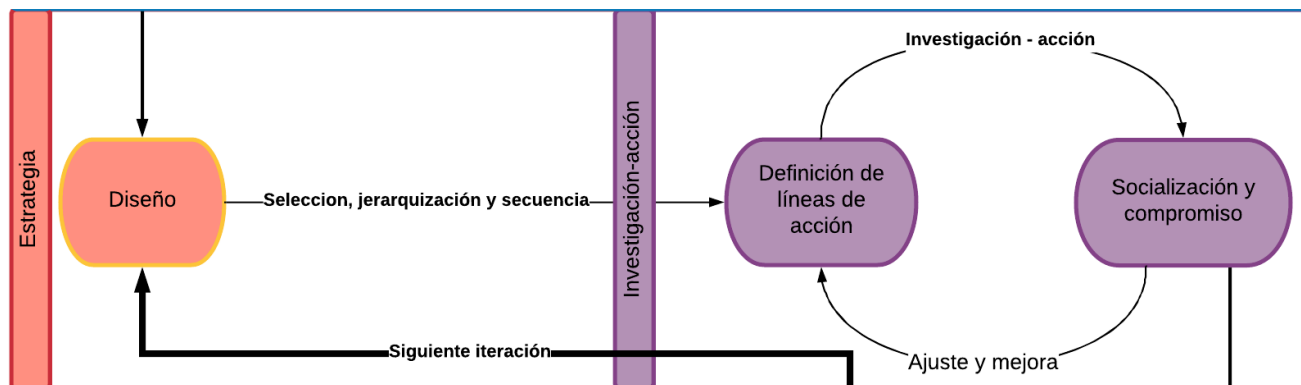 Estrategia
Diseño
Seleccion, jerarquización y secuencia
Siguiente iteración
Investigación-acción
Investigación - acción
Definición de
líneas de
acción
Socialización y
compromiso
Ajuste y mejora